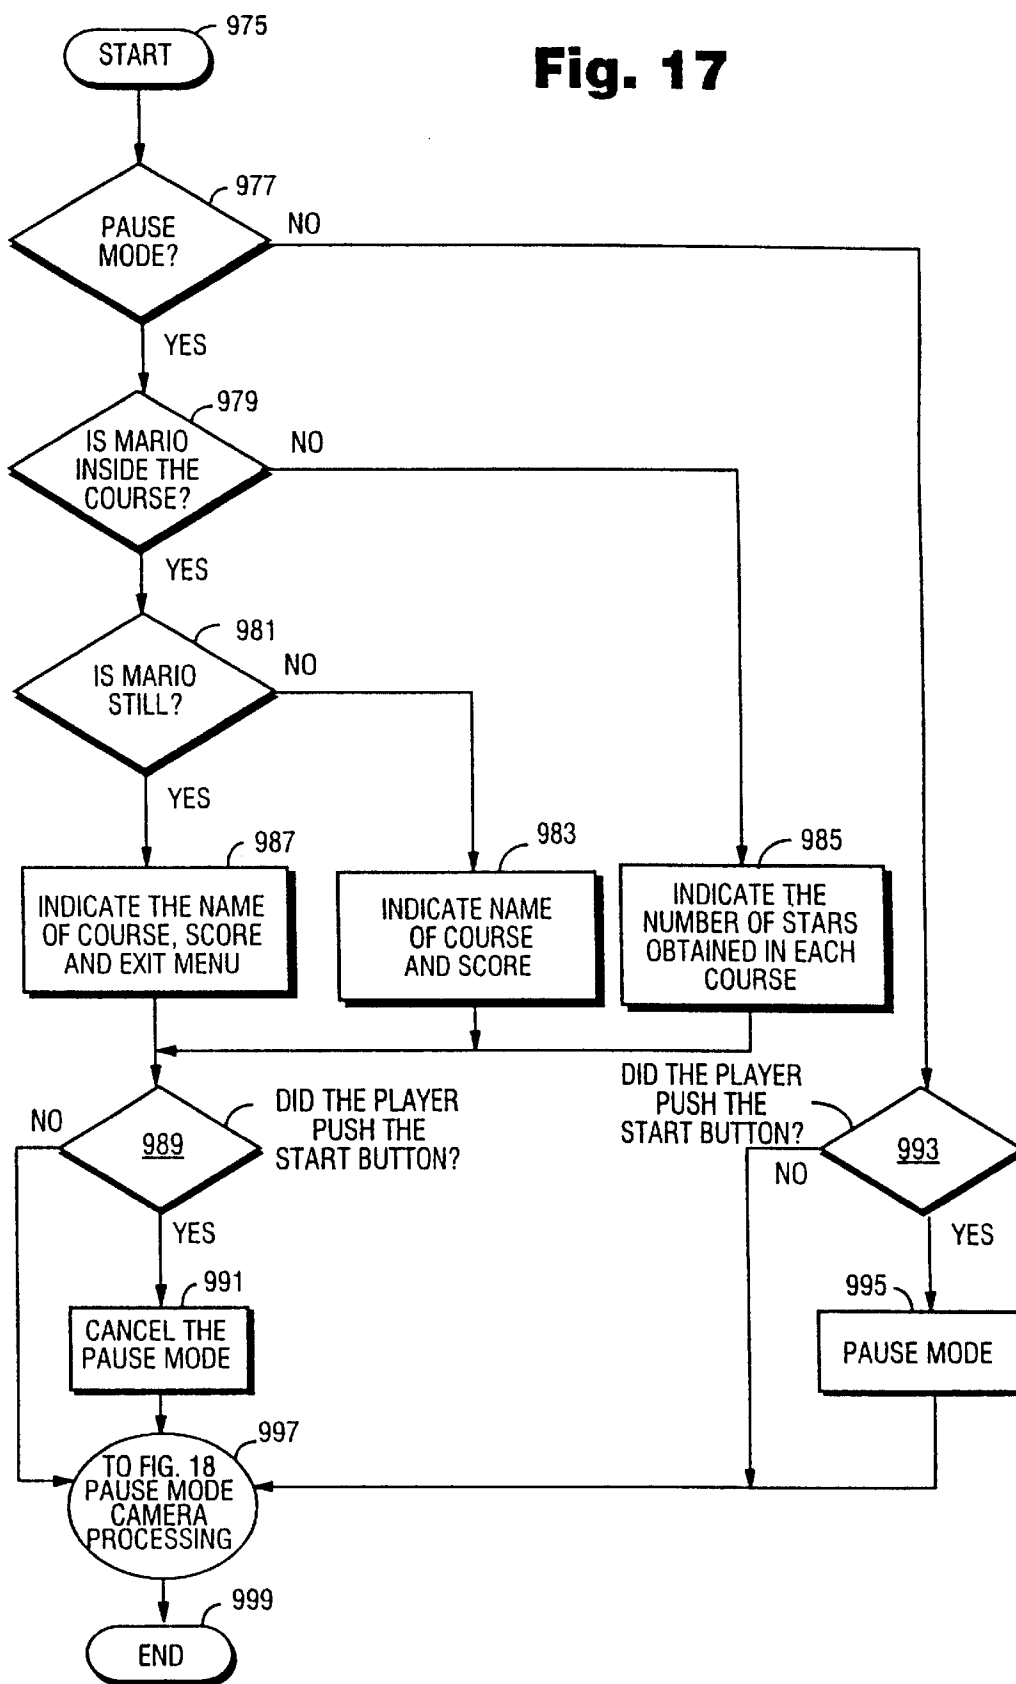 975
START
Fig. 17
977
PAUSE
MODE?
NO
YES
979
IS MARIO
INSIDE THE
COURSE?
NO
YES
981
IS MARIO
STILL?
NO
YES
987
INDICATE THE NAME
OF COURSE, SCORE
AND EXIT MENU
983
INDICATE NAME
OF COURSE
AND SCORE
985
INDICATE THE
NUMBER OF STARS
OBTAINED IN EACH
COURSE
NO
989
DID THE PLAYER
PUSH THE
START BUTTON?
YES
DID THE PLAYER
PUSH THE
START BUTTON?
993
NO
YES
991
CANCEL THE
PAUSE MODE
995
PAUSE MODE
997
TO FIG. 18
PAUSE MODE
CAMERA
PROCESSING
999
END